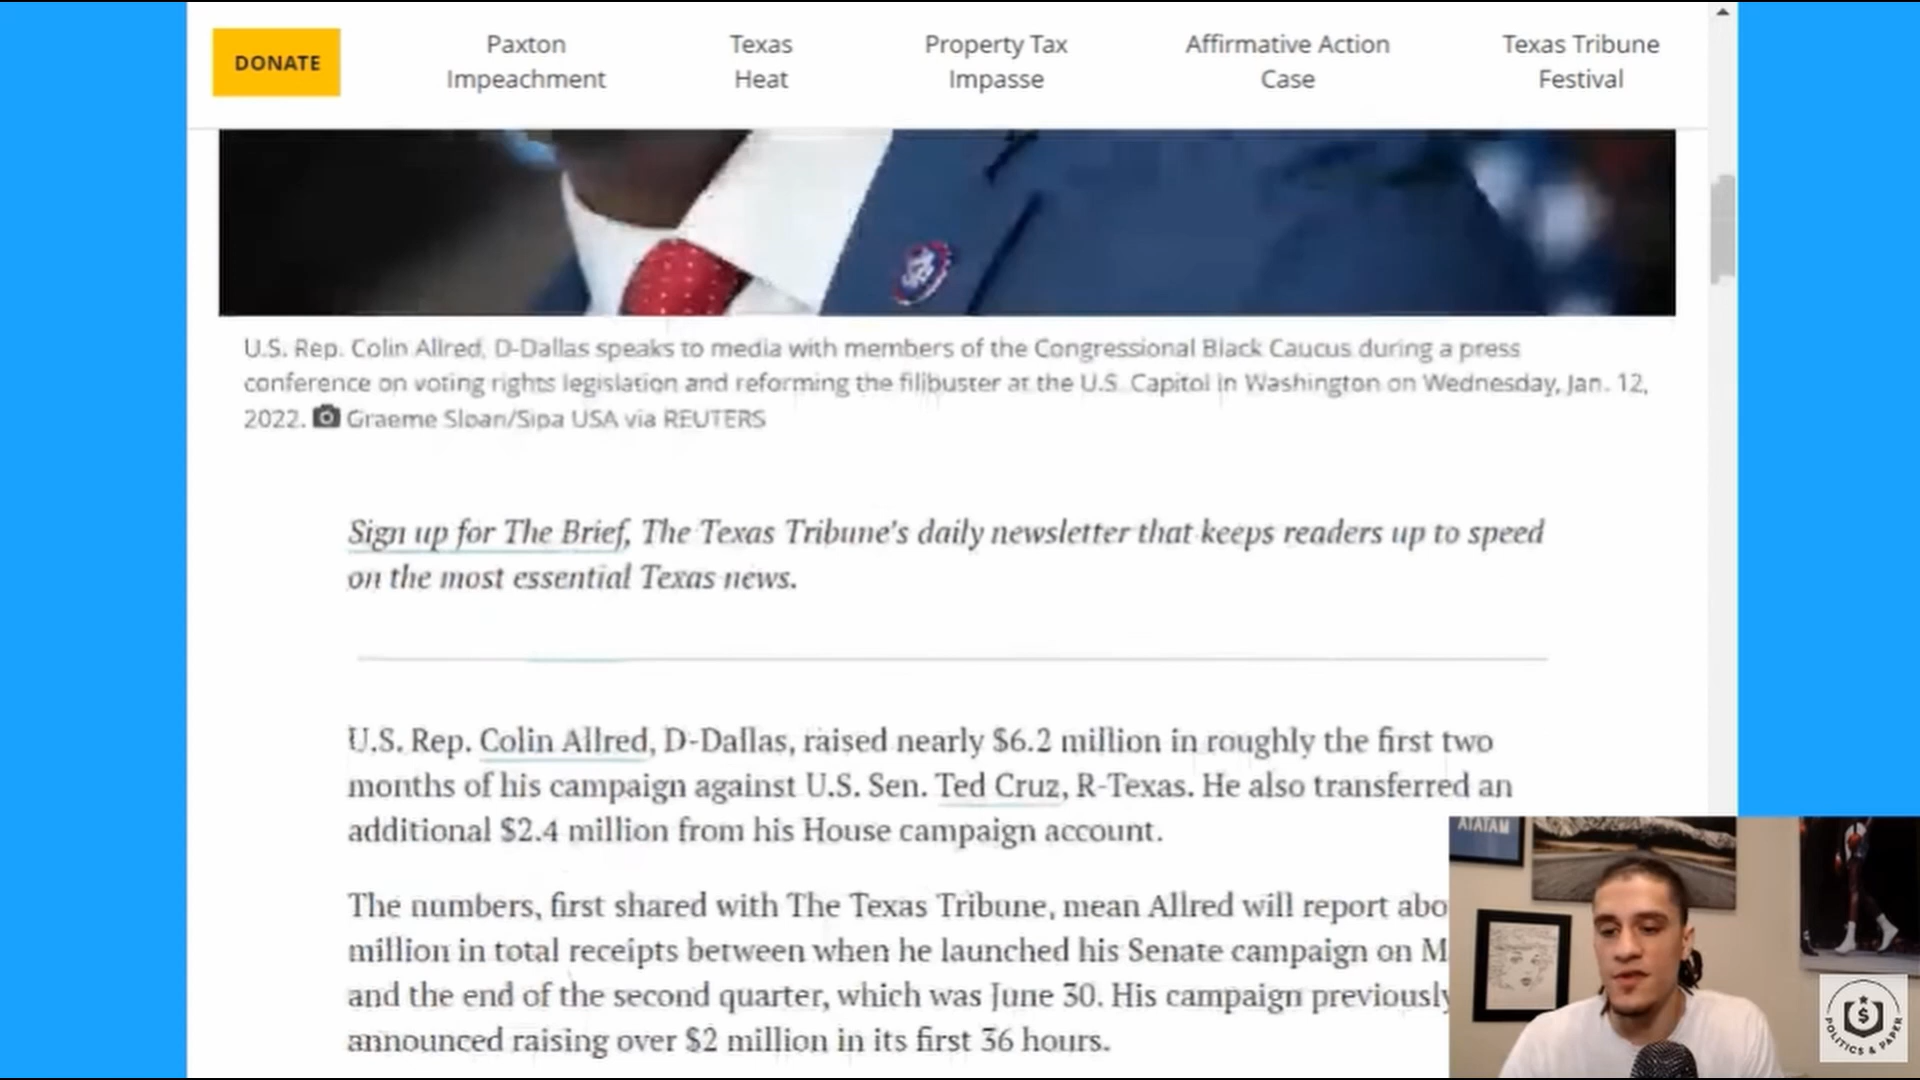 DONATE
Paxton
Impeachment
Texas
Heat
Property Tax
Impasse
Affirmative Action
Case
Texas Tribune
Festival
U.S. Rep. Colin Allred, D-Dallas speaks to media with members of the Congressional Black Caucus during a press
conference on voting rights legislation and reforming the filibuster at the U.S. Capitol in Washington on Wednesday, Jan. 12,
2022. Graeme Sloan/Sipa USA via REUTERS
Sign up for The Brief, The Texas Tribune's daily newsletter that keeps readers up to speed
on the most essential Texas news.
U.S. Rep. Colin Allred, D-Dallas, raised nearly $6.2 million in roughly the first two
months of his campaign against U.S. Sen. Ted Cruz, R-Texas. He also transferred an
additional $2.4 million from his House campaign account.
The numbers, first shared with The Texas Tribune, mean Allred will report abo
million in total receipts between when he launched his Senate campaign on M
and the end of the second quarter, which was June 30. His campaign previously
announced raising over $2 million in its first 36 hours.
$
POLITICS & PAPER